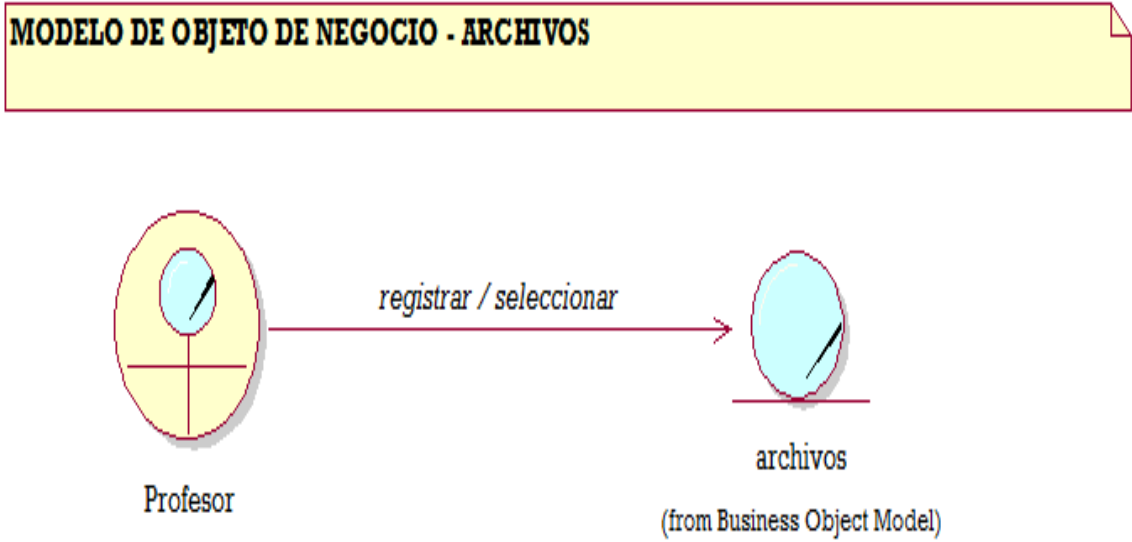 MODELO DE OBJETO DE NEGOCIO - ARCHIVOS
registrar / seleccionar
archivos
Profesor
(from Business Object Model)